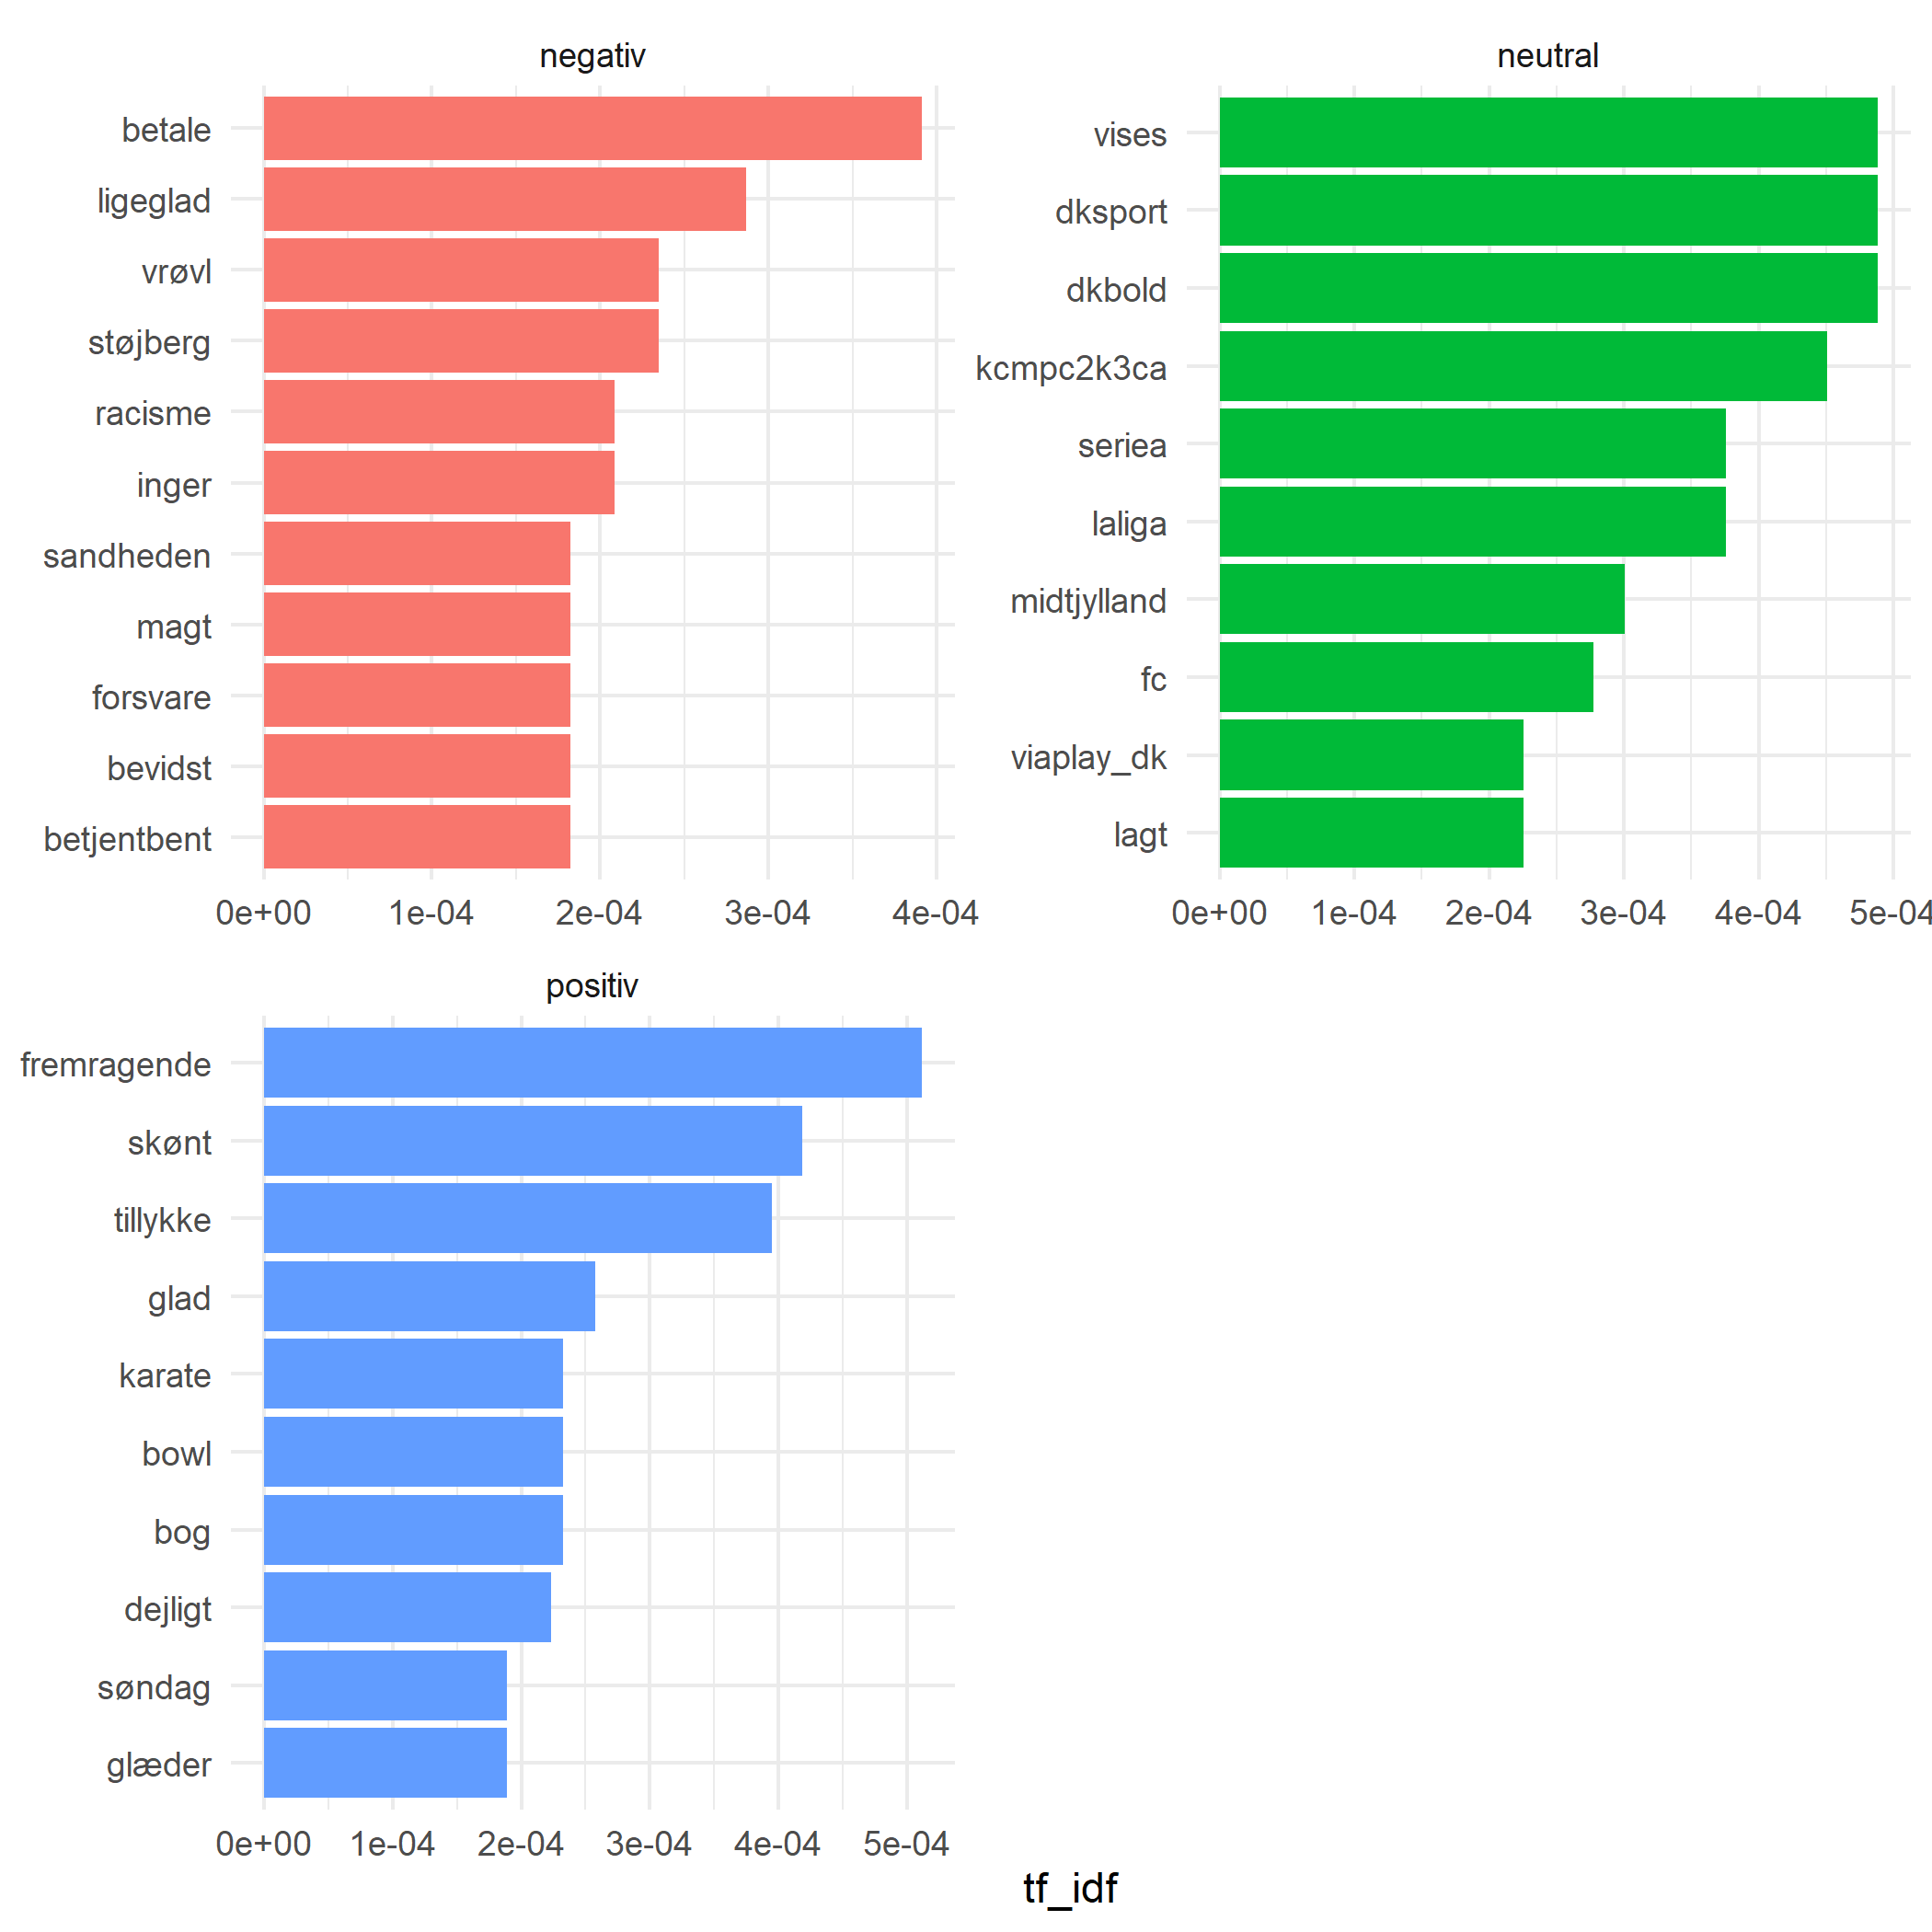 negativ
betale
ligeglad
vrøvl
støjberg
racisme
inger
sandheden
magt
forsvare
bevidst
betjentbent
0e+00 1e-04 2e-04 3e-04 4e-04
neutral
vises
dksport
dkbold
kcmpc2k3ca
seriea
laliga
midtjylland
fc
viaplay_dk
lagt
0e+00 1e-04 2e-04 3e-04 4e-04 5e-04
positiv
fremragende
skønt
tillykke
glad
karate
bowl
bog
dejligt
søndag
glæder
0e+00 1e-04 2e-04 3e-04 4e-04 5e-04
tf_idf